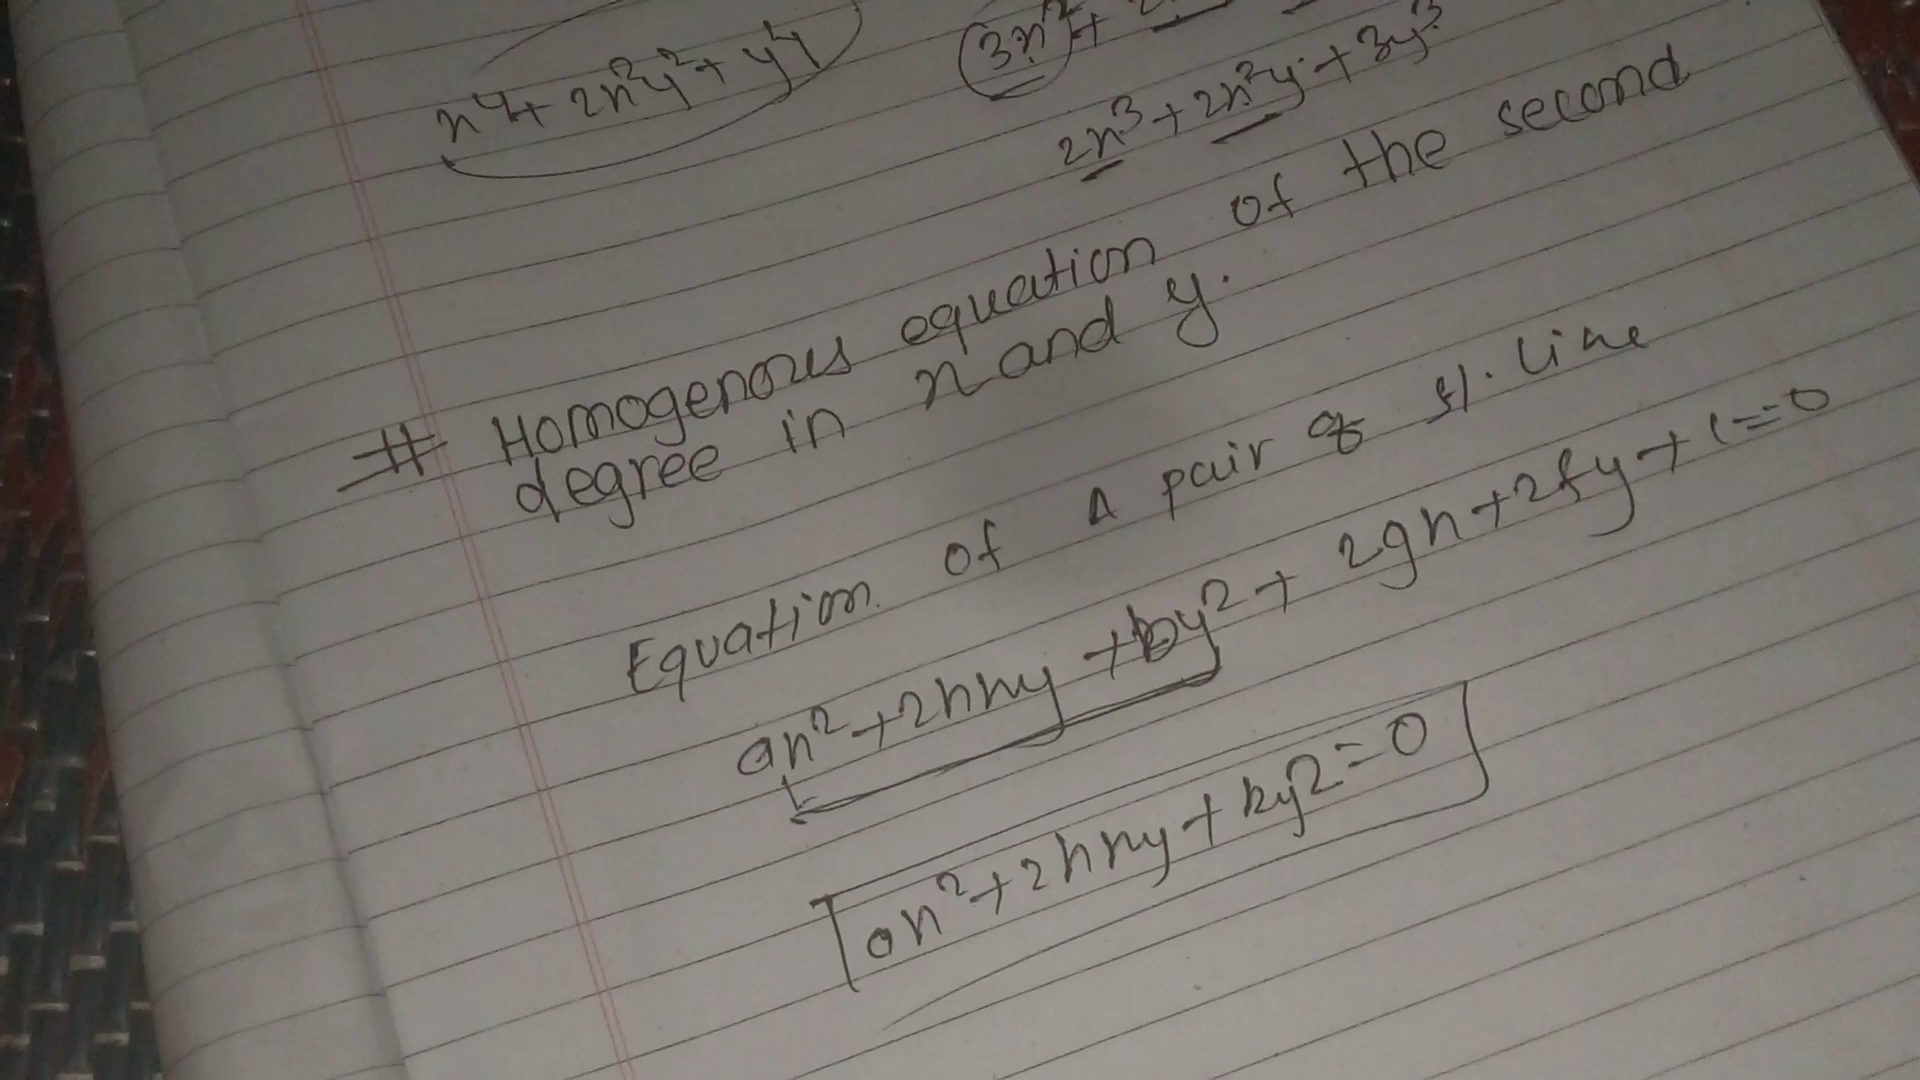 x⁴ + 2x²y² + y⁴
3x² +
2x³ + 2x²y + 3y³
# Homogenous equation of the second
degree in x and y.
Equation of A pair of st. line
ax² + 2hxy + by² + 2gx + 2fy + c = 0
ax² + 2hxy + by² = 0